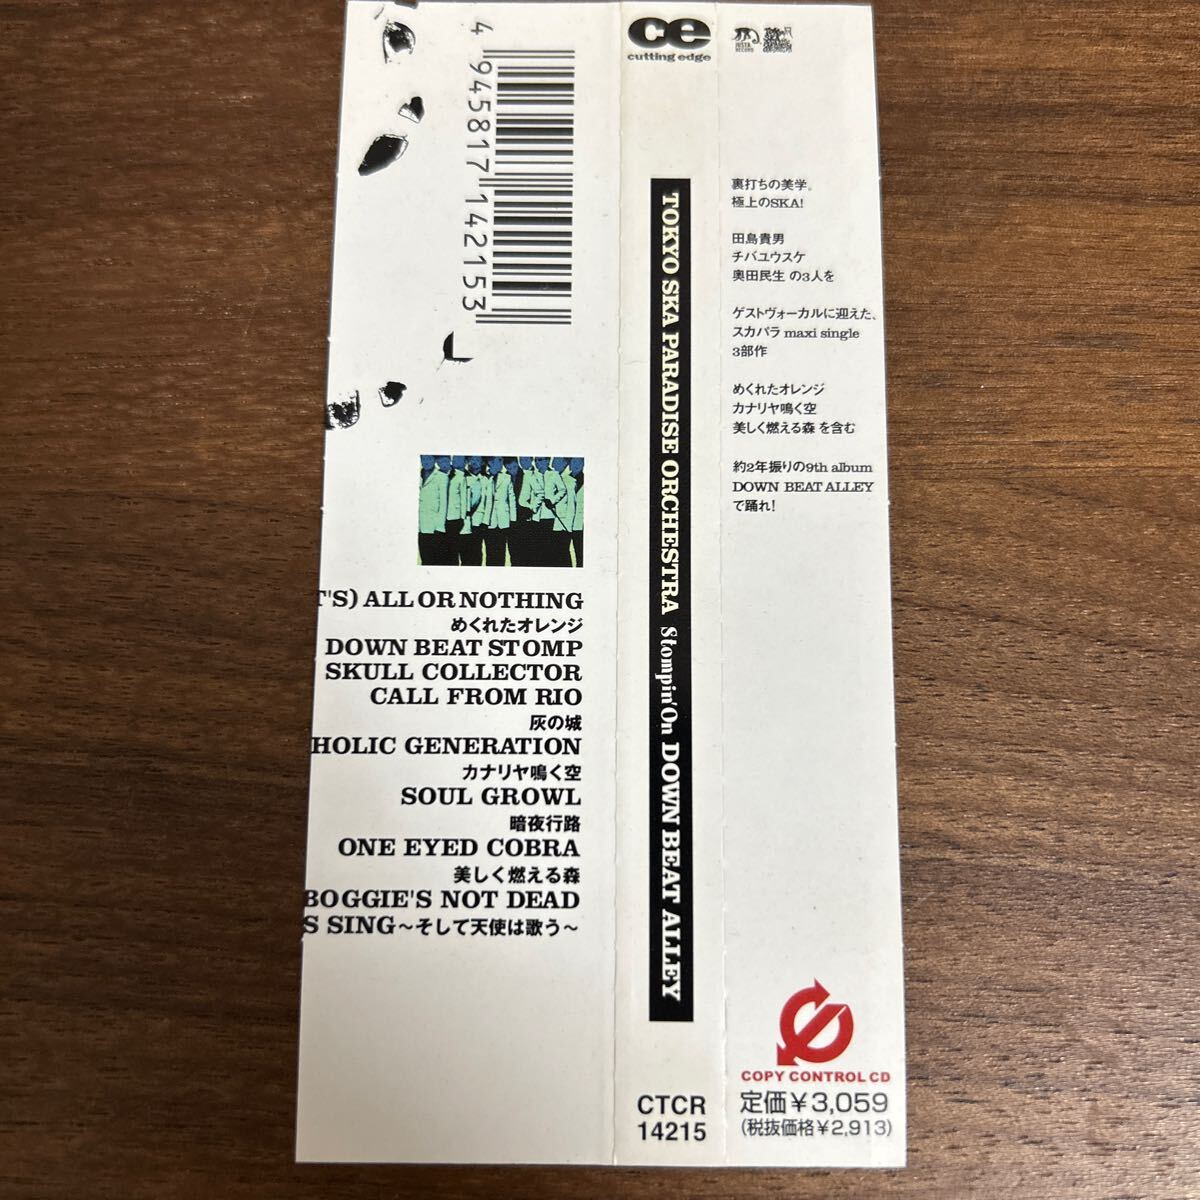 4 945817 142153
T'S) ALL OR NOTHING
めくれたオレンジ
DOWN BEAT STOMP
SKULL COLLECTOR
CALL FROM RIO
灰の城
HOLIC GENERATION
カナリヤ鳴く空
SOUL GROWL
暗夜行路
ONE EYED COBRA
美しく燃える森
BOGGIE'S NOT DEAD
S SING～そして天使は歌う～
ce
cutting edge
TOKYO SKA PARADISE ORCHESTRA Stompin' On DOWN BEAT ALLEY
CTCR
14215
JUSTA
RECORD
裏打ちの美学。
極上のSKA!
田島貴男
チバユウスケ
奥田民生 の3人を
ゲストヴォーカルに迎えた、
スカパラ maxi single
3部作
めくれたオレンジ
カナリヤ鳴く空
美しく燃える森 を含む
約2年振りの9th album
DOWN BEAT ALLEY
で踊れ!
COPY CONTROL CD
定価¥3,059
(税抜価格¥2,913)